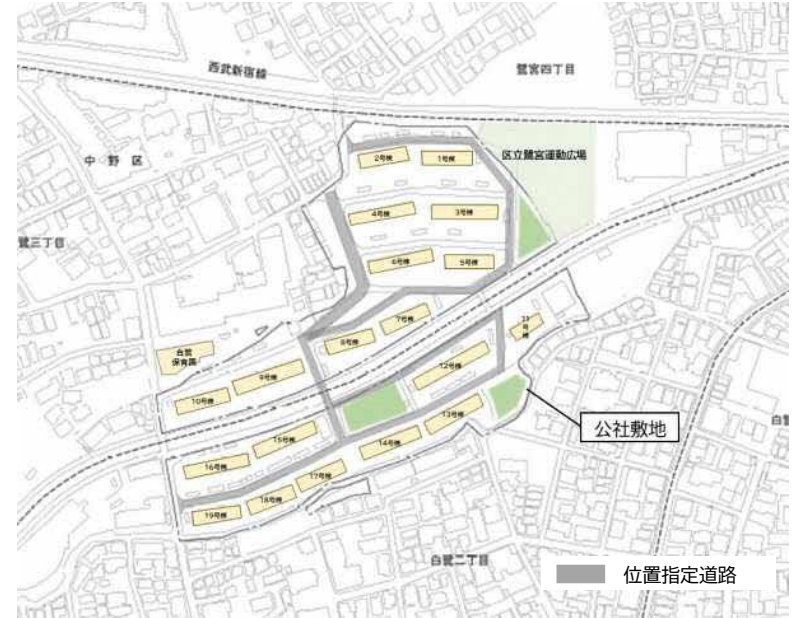 西武新宿線
鷺宮四丁目
中野区
2号棟
1号棟
区立鷺宮運動広場
4号棟
3号棟
鷺三丁目
6号棟
5号棟
7号棟
11号棟
8号棟
白鷺
保育園
12号棟
9号棟
10号棟
13号棟
公社敷地
15号棟
14号棟
16号棟
17号棟
18号棟
19号棟
白鷺二丁目
位置指定道路